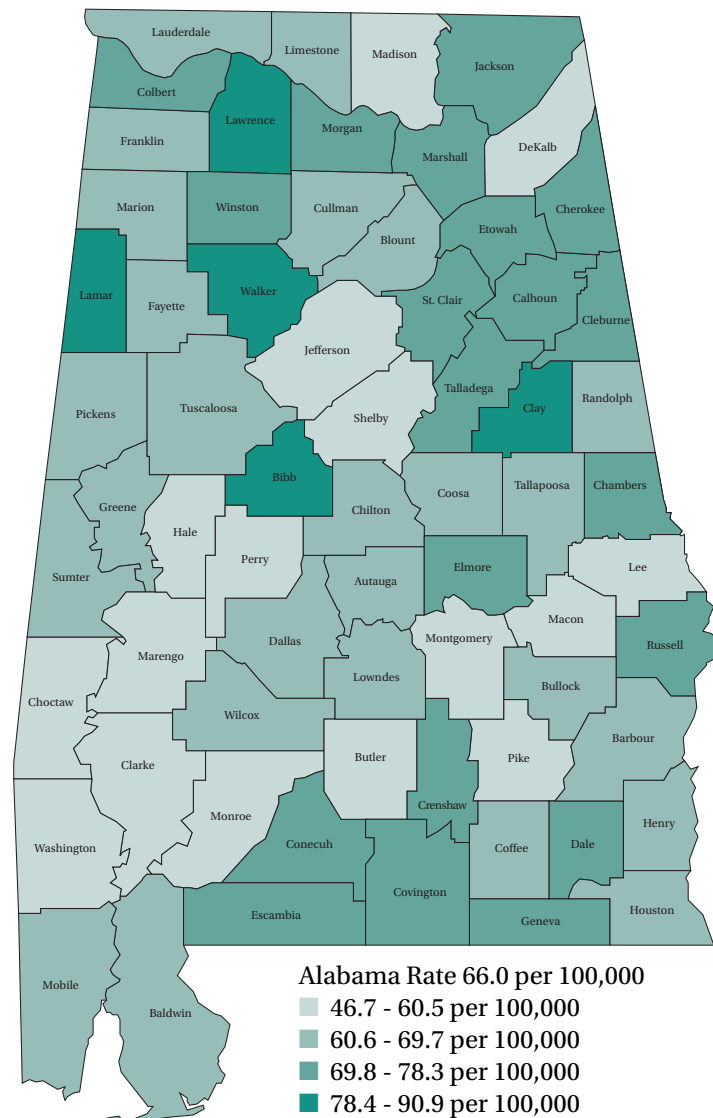 Lauderdale
Limestone
Madison
Jackson
Colbert
Lawrence
Morgan
Franklin
Marshall
DeKalb
Marion
Winston
Cullman
Cherokee
Etowah
Blount
Lamar
Fayette
Walker
St. Clair
Calhoun
Cleburne
Jefferson
Talladega
Randolph
Pickens
Tuscaloosa
Shelby
Clay
Bibb
Greene
Hale
Chilton
Coosa
Tallapoosa
Chambers
Perry
Sumter
Autauga
Elmore
Lee
Macon
Marengo
Dallas
Montgomery
Russell
Lowndes
Bullock
Choctaw
Wilcox
Barbour
Clarke
Butler
Pike
Crenshaw
Monroe
Henry
Washington
Conecuh
Coffee
Dale
Covington
Escambia
Geneva
Houston
Mobile
Baldwin
Alabama Rate 66.0 per 100,000
46.7 - 60.5 per 100,000
60.6 - 69.7 per 100,000
69.8 - 78.3 per 100,000
78.4 - 90.9 per 100,000